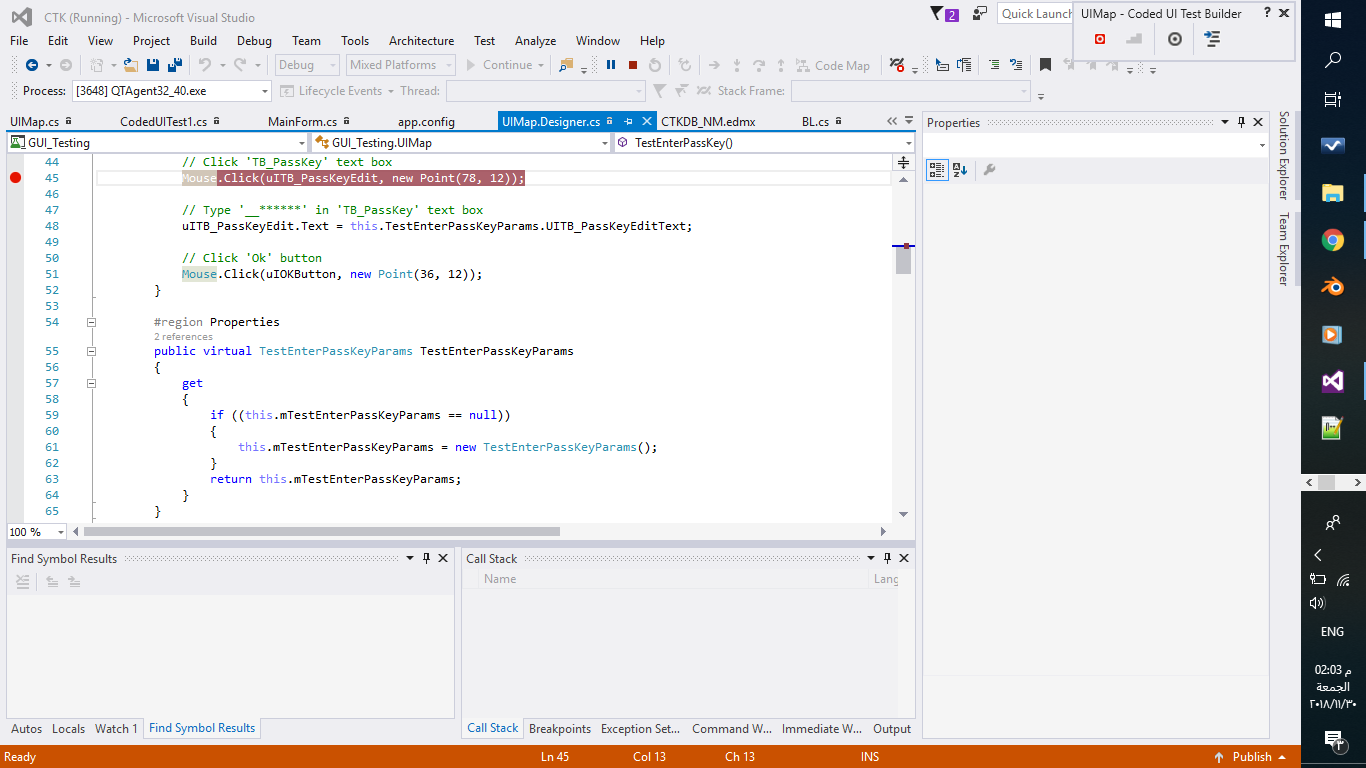 CTK (Running) - Microsoft Visual Studio
2
Quick Launch
UIMap - Coded UI Test Builder
?
File Edit View Project Build Debug Team Tools Architecture Test Analyze Window Help
Debug Mixed Platforms Continue Code Map
Process: [3648] QTAgent32_40.exe Lifecycle Events Thread: Stack Frame:
UIMap.cs CodedUITest1.cs MainForm.cs app.config UIMap.Designer.cs CTKDB_NM.edmx BL.cs
GUI_Testing GUI_Testing.UIMap TestEnterPassKey()
44 // Click 'TB_PassKey' text box
45 Mouse.Click(uITB_PassKeyEdit, new Point(78, 12));
46
47 // Type '__******' in 'TB_PassKey' text box
48 uITB_PassKeyEdit.Text = this.TestEnterPassKeyParams.UITB_PassKeyEditText;
49
50 // Click 'Ok' button
51 Mouse.Click(uIOKButton, new Point(36, 12));
52 }
53
54 #region Properties
2 references
55 public virtual TestEnterPassKeyParams TestEnterPassKeyParams
56 {
57 get
58 {
59 if ((this.mTestEnterPassKeyParams == null))
60 {
61 this.mTestEnterPassKeyParams = new TestEnterPassKeyParams();
62 }
63 return this.mTestEnterPassKeyParams;
64 }
65 }
100 %
Properties
Solution Explorer
Team Explorer
Find Symbol Results
Call Stack
Name Lang
Autos Locals Watch 1 Find Symbol Results
Call Stack Breakpoints Exception Set... Command W... Immediate W... Output
Ready Ln 45 Col 13 Ch 13 INS Publish
ENG
02:03 م
الجمعة
٢٠١٨/١١/٣٠
٣